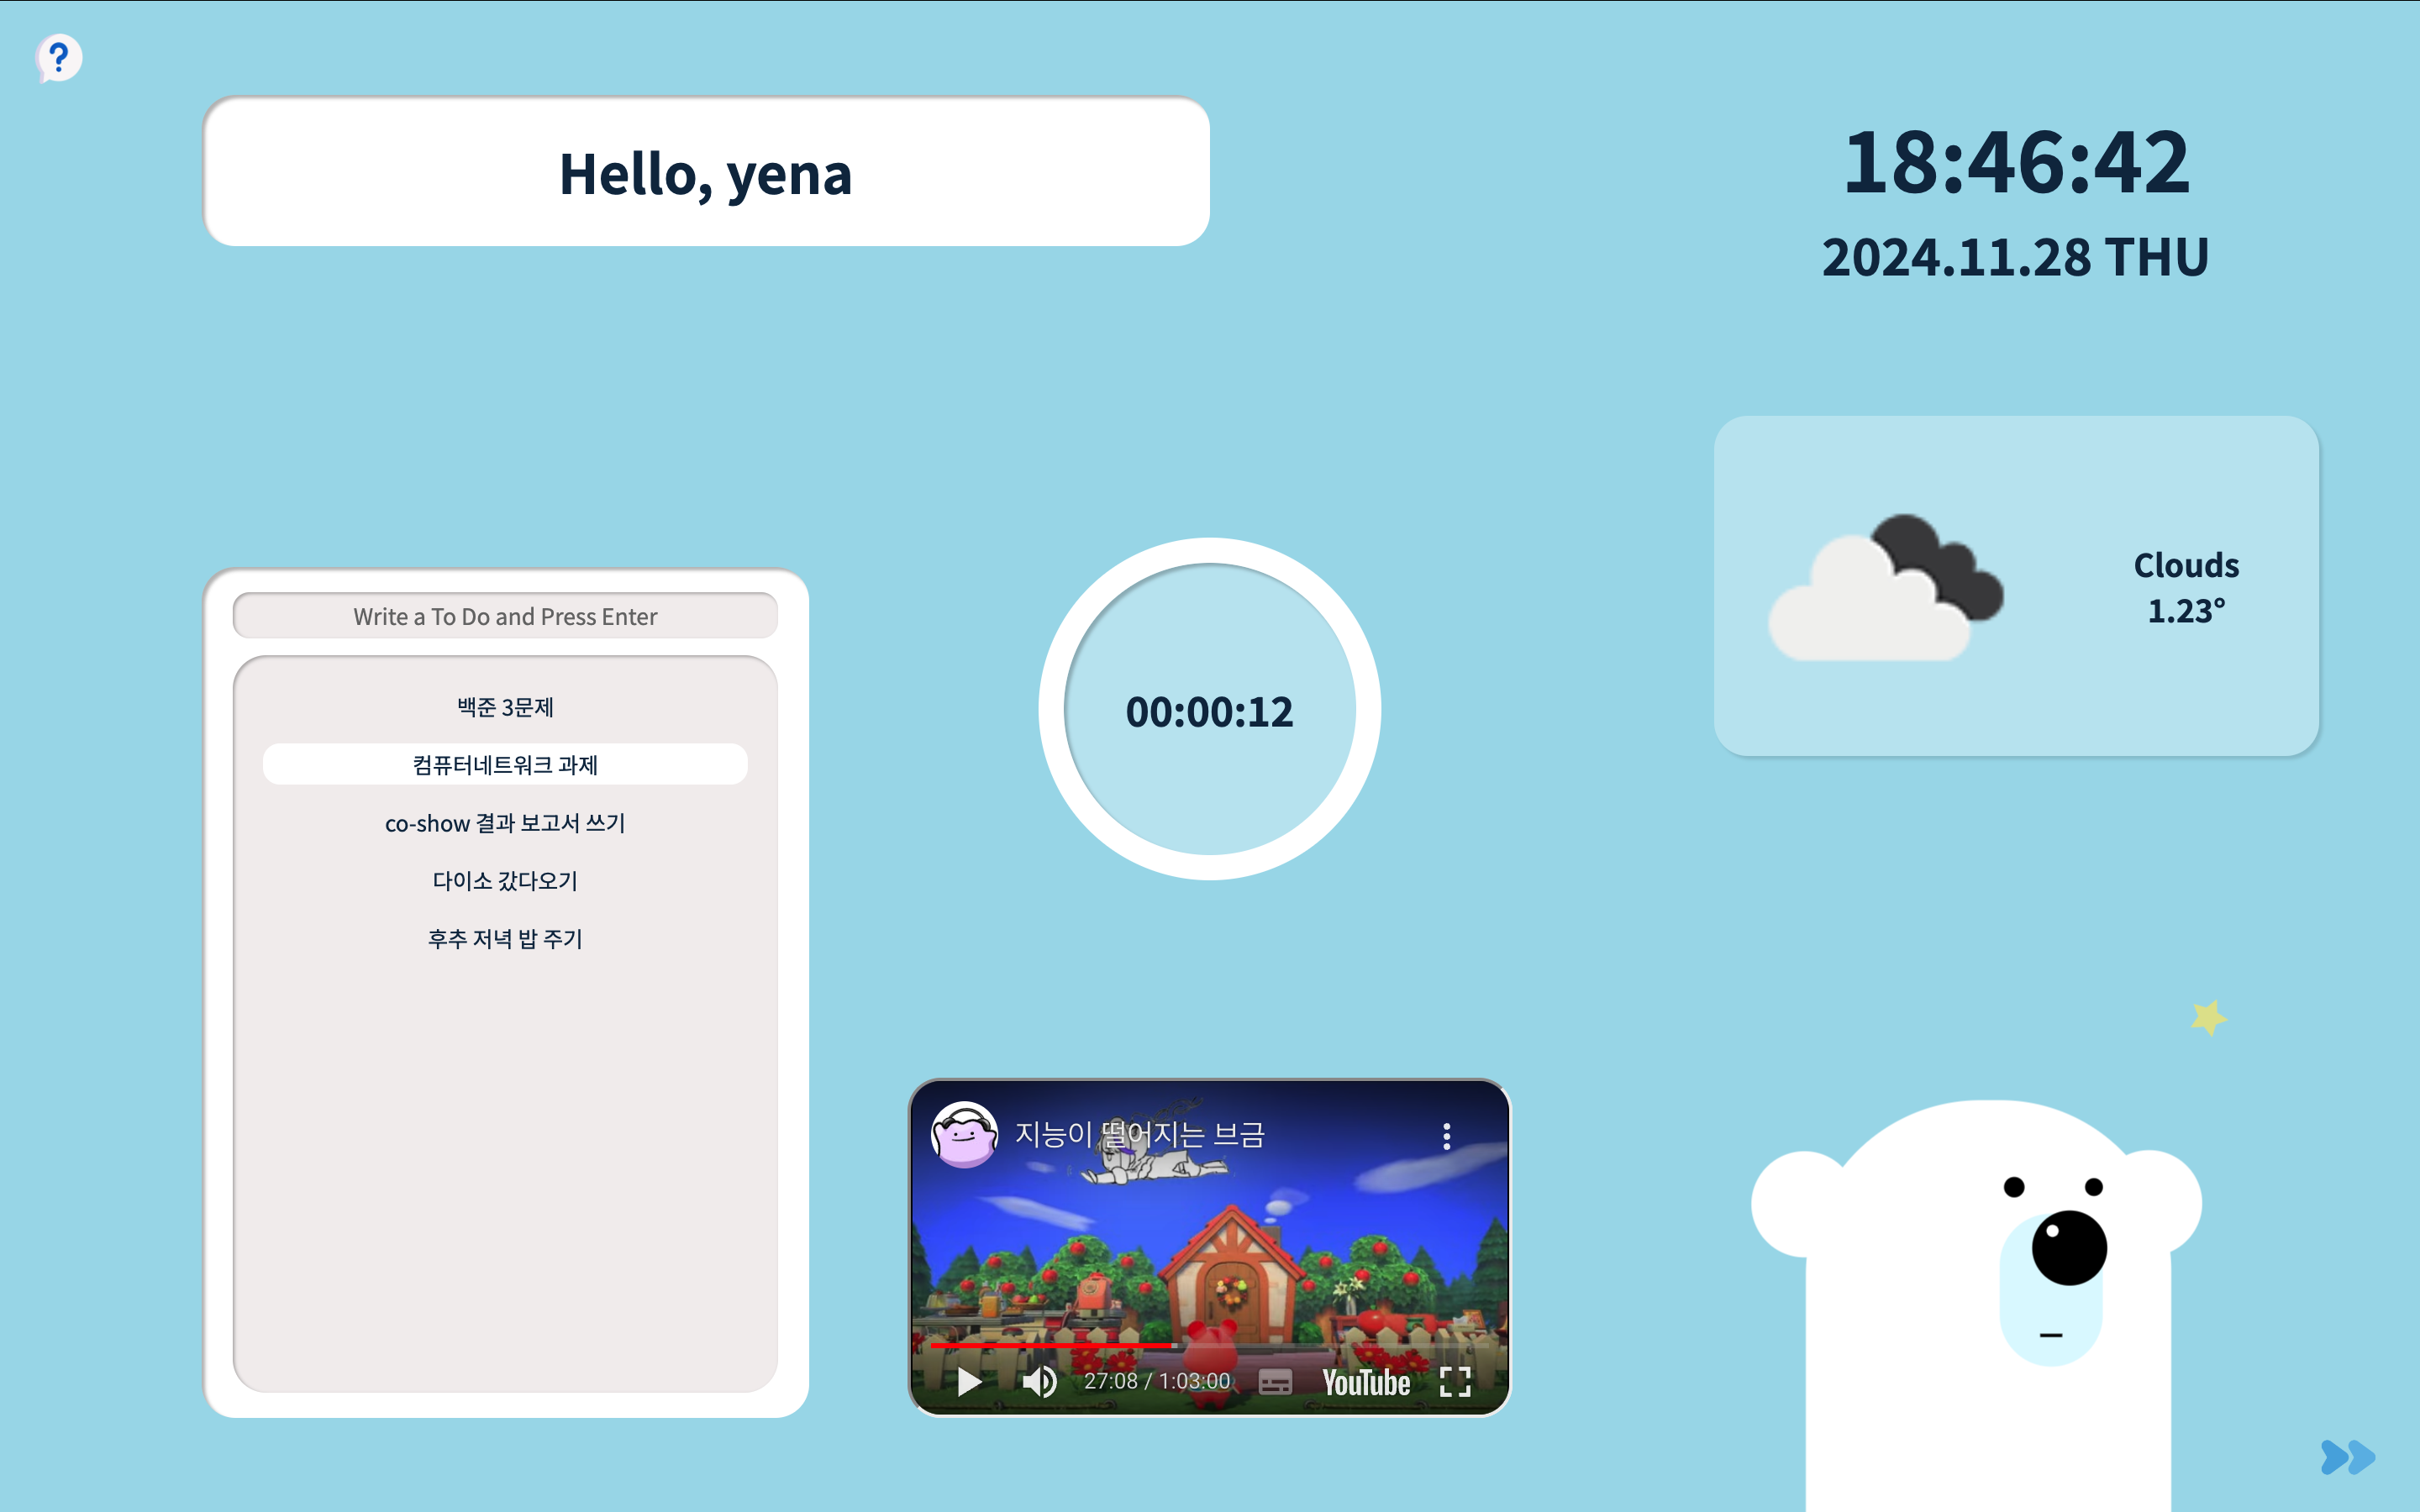 ?
Hello, yena
18:46:42
2024.11.28 THU
Clouds
1.23°
Write a To Do and Press Enter
백준 3문제
컴퓨터네트워크 과제
co-show 결과 보고서 쓰기
다이소 갔다오기
후추 저녁 밥 주기
00:00:12
지능이 떨어지는 브금
27:08 / 1:03:00
YouTube